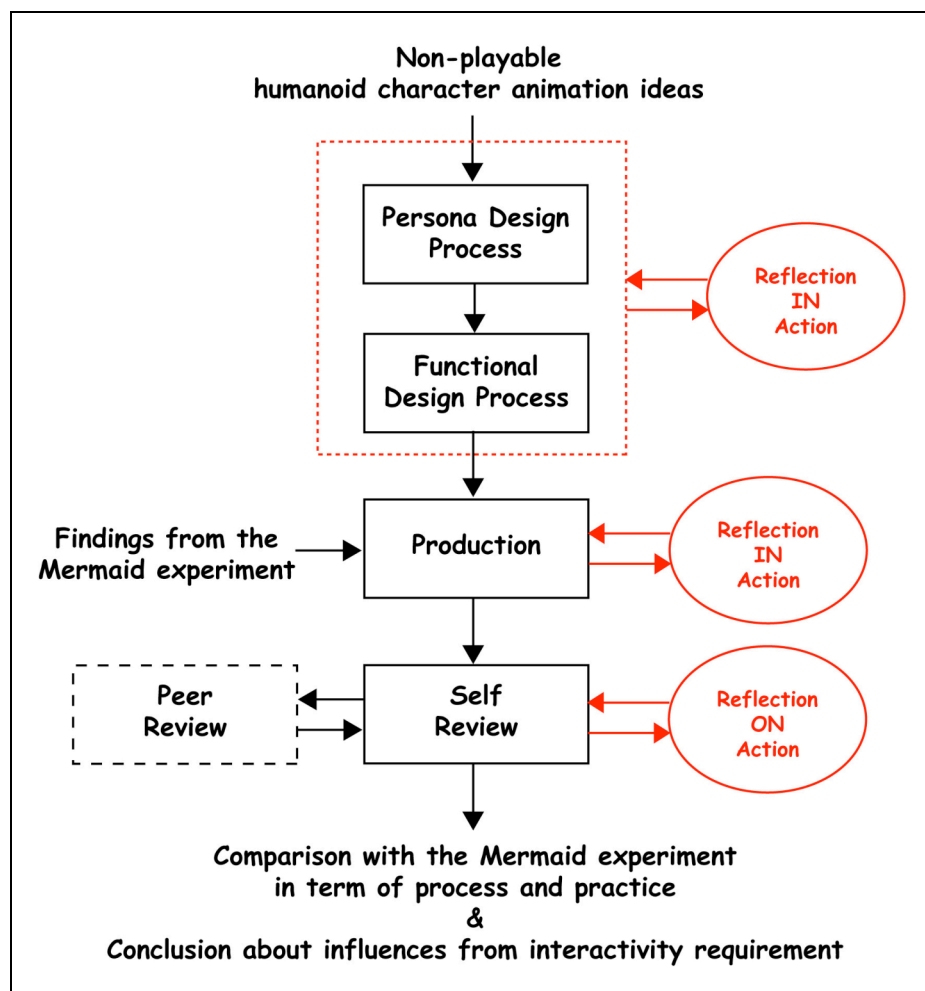 Non-playable
humanoid character animation ideas
Persona Design
Process
Reflection
IN
Action
Functional
Design Process
Findings from the
Mermaid experiment
Production
Reflection
IN
Action
Peer
Review
Self
Review
Reflection
ON
Action
Comparison with the Mermaid experiment
in term of process and practice
&
Conclusion about influences from interactivity requirement